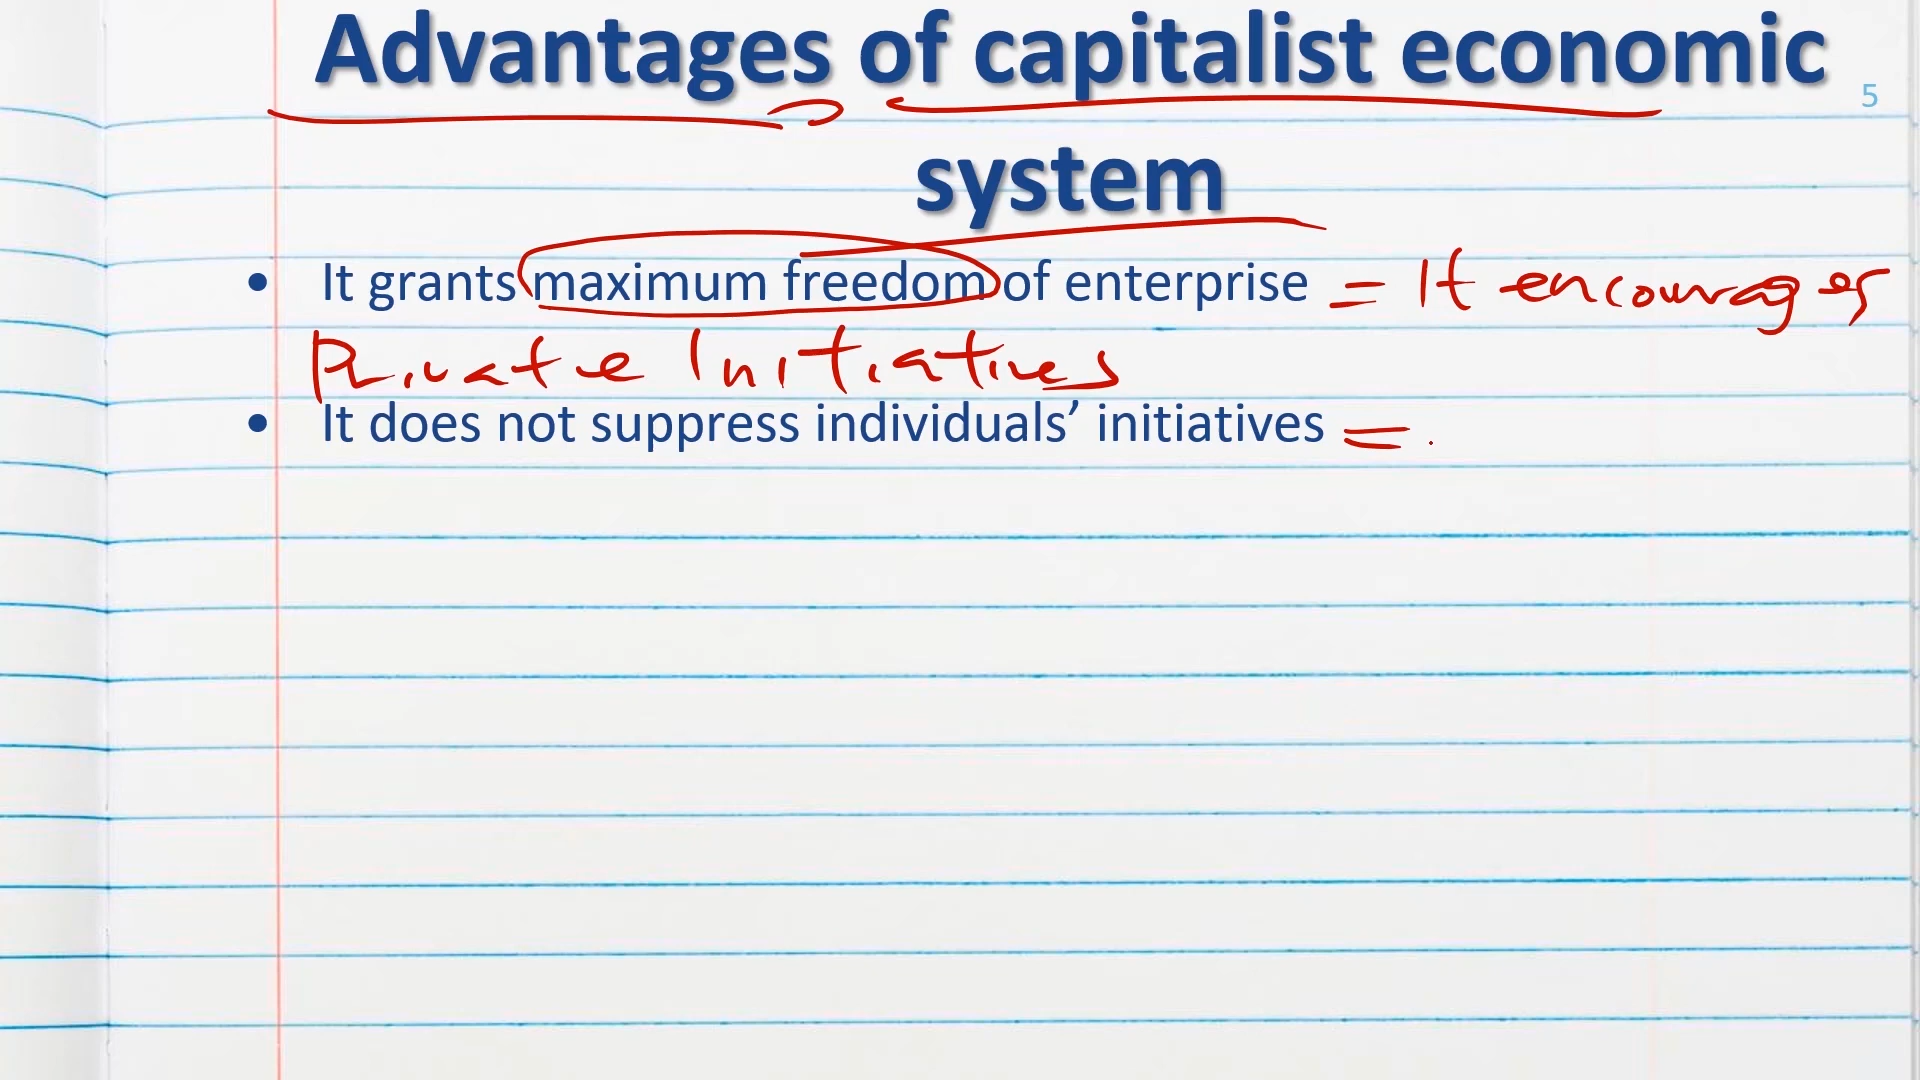 Advantages of capitalist economic
5
system
• It grants maximum freedom of enterprise = It encourages
Private Initiatives
• It does not suppress individuals’ initiatives = .